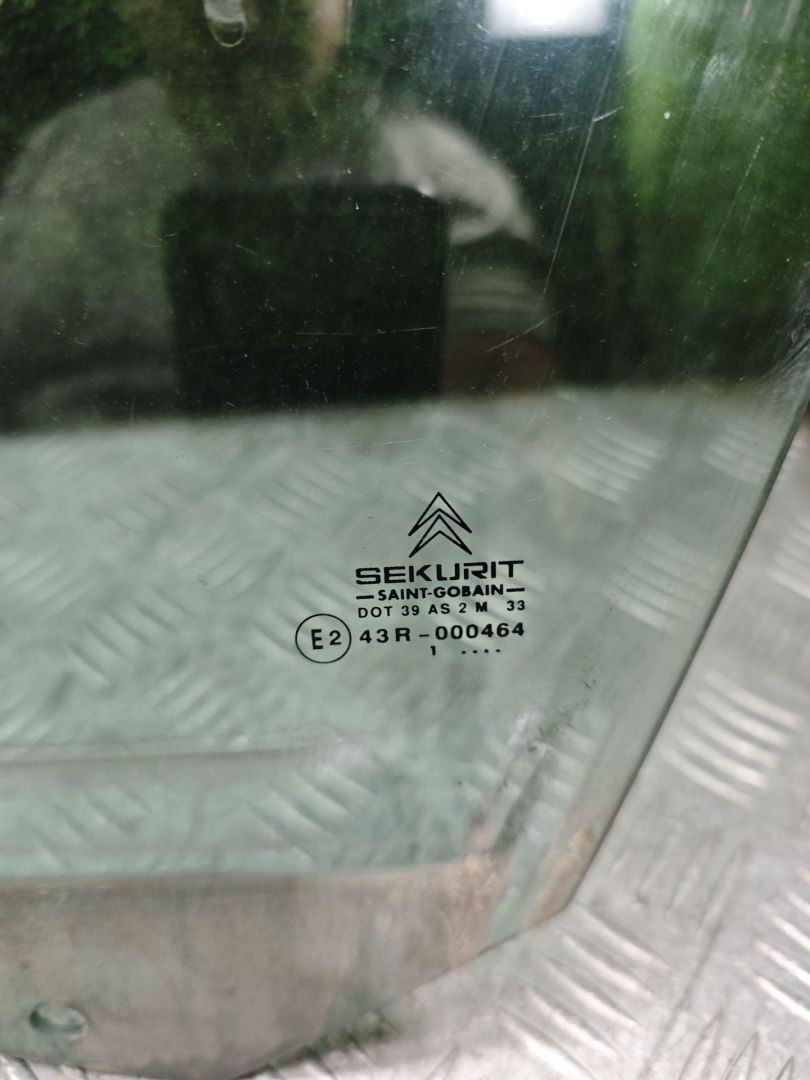 SEKURIT
SAINT-GOBAIN
DOT 39 AS 2 M 33
E2 43R-000464
1 ....